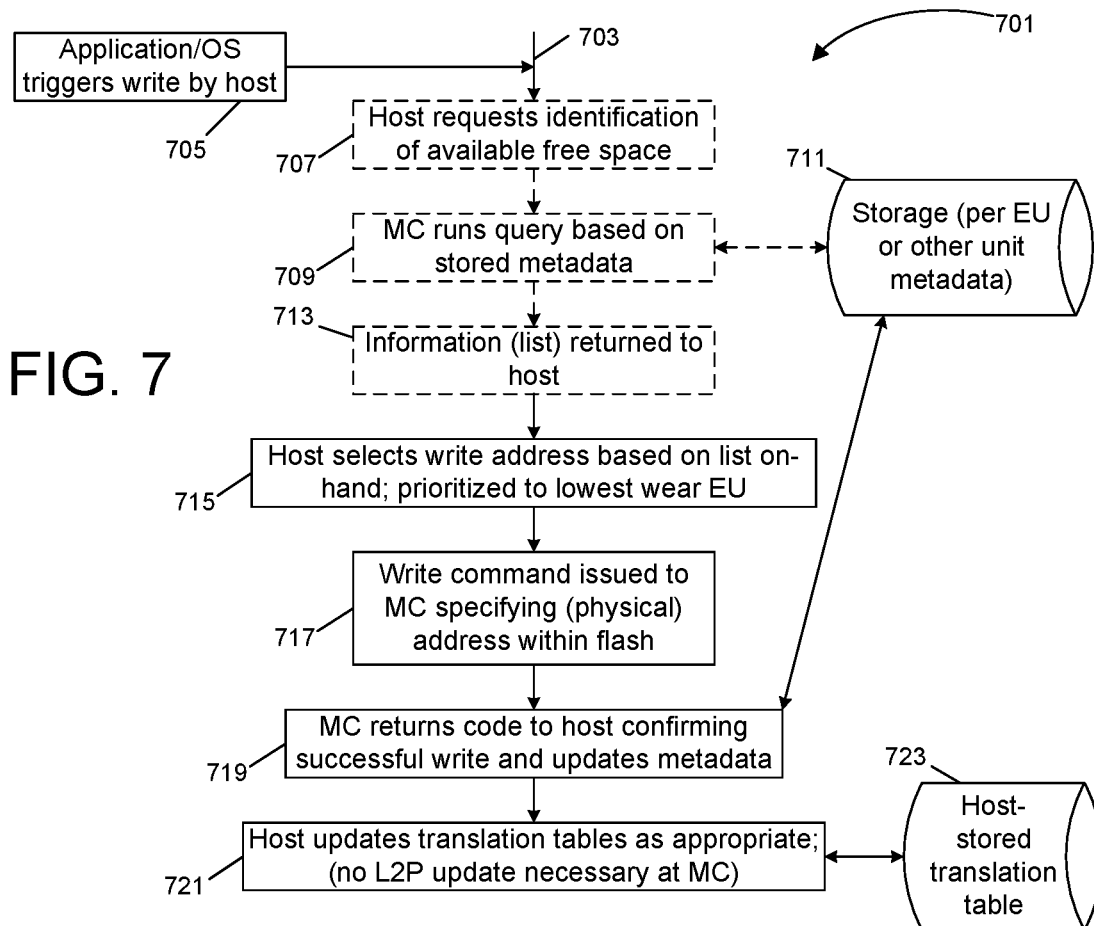 701
703
Application/OS
triggers write by host
705
Host requests identification
of available free space
707
711
Storage (per EU
or other unit
metadata)
MC runs query based on
stored metadata
709
713
Information (list) returned to
host
FIG. 7
Host selects write address based on list on-
hand; prioritized to lowest wear EU
715
Write command issued to
MC specifying (physical)
address within flash
717
MC returns code to host confirming
successful write and updates metadata
719
723
Host-
stored
translation
table
Host updates translation tables as appropriate;
(no L2P update necessary at MC)
721